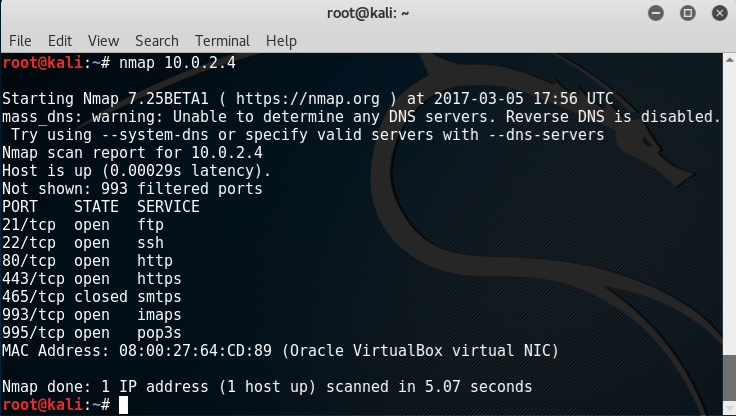 root@kali: ~
File Edit View Search Terminal Help
root@kali:~# nmap 10.0.2.4
Starting Nmap 7.25BETA1 ( https://nmap.org ) at 2017-03-05 17:56 UTC
mass_dns: warning: Unable to determine any DNS servers. Reverse DNS is disabled.
 Try using --system-dns or specify valid servers with --dns-servers
Nmap scan report for 10.0.2.4
Host is up (0.00029s latency).
Not shown: 993 filtered ports
PORT    STATE  SERVICE
21/tcp  open   ftp
22/tcp  open   ssh
80/tcp  open   http
443/tcp open   https
465/tcp closed smtps
993/tcp open   imaps
995/tcp open   pop3s
MAC Address: 08:00:27:64:CD:89 (Oracle VirtualBox virtual NIC)
Nmap done: 1 IP address (1 host up) scanned in 5.07 seconds
root@kali:~#